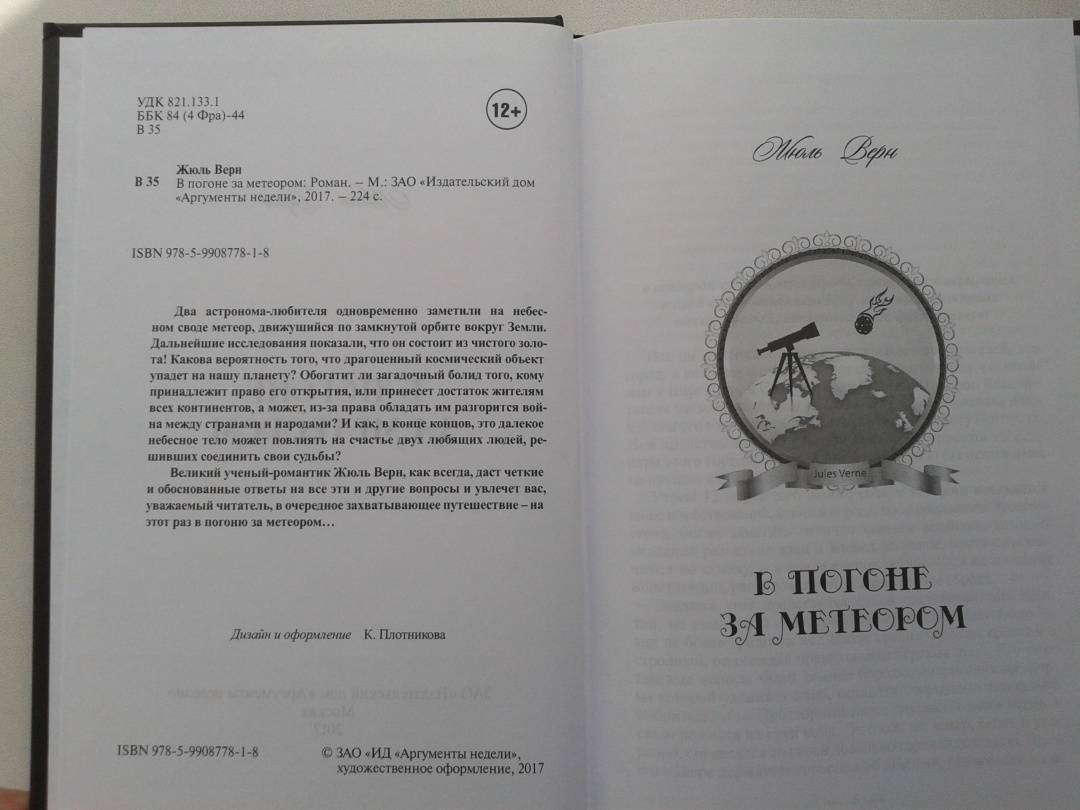 УДК 821.133.1
ББК 84 (4 Фра)-44
В 35
12+
Жюль Верн
В 35 В погоне за метеором: Роман. – М.: ЗАО «Издательский дом
«Аргументы недели», 2017. – 224 с.
ISBN 978-5-9908778-1-8
Два астронома-любителя одновременно заметили на небес-
ном своде метеор, движущийся по замкнутой орбите вокруг Земли.
Дальнейшие исследования показали, что он состоит из чистого золо-
та! Какова вероятность того, что драгоценный космический объект
упадет на нашу планету? Обогатит ли загадочный болид того, кому
принадлежит право его открытия, или принесет достаток жителям
всех континентов, а может, из-за права обладать им разгорится вой-
на между странами и народами? И как, в конце концов, это далекое
небесное тело может повлиять на счастье двух любящих людей, ре-
шивших соединить свои судьбы?
Великий ученый-романтик Жюль Верн, как всегда, даст четкие
и обоснованные ответы на все эти и другие вопросы и увлечет вас,
уважаемый читатель, в очередное захватывающее путешествие – на
этот раз в погоню за метеором…
Дизайн и оформление К. Плотникова
ISBN 978-5-9908778-1-8
© ЗАО «ИД «Аргументы недели»,
художественное оформление, 2017
Жюль Верн
Jules Verne
В ПОГОНЕ
ЗА МЕТЕОРОМ